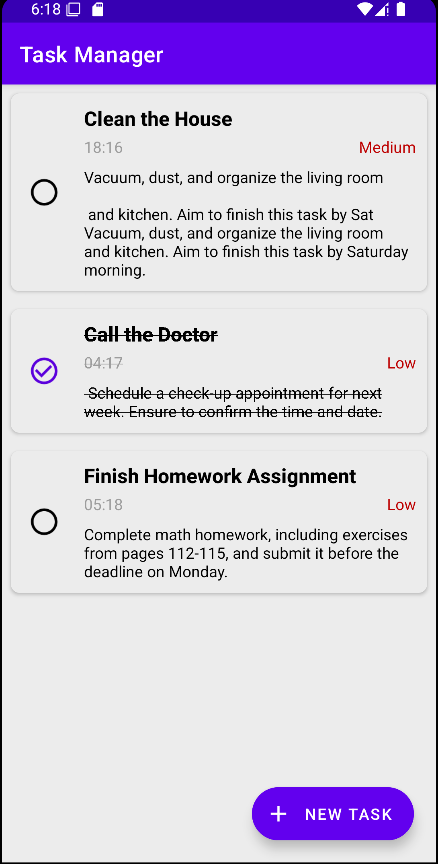 6:18
Task Manager
Clean the House
18:16
Medium
Vacuum, dust, and organize the living room
and kitchen. Aim to finish this task by Sat
Vacuum, dust, and organize the living room
and kitchen. Aim to finish this task by Saturday
morning.
Call the Doctor
04:17
Low
Schedule a check-up appointment for next
week. Ensure to confirm the time and date.
Finish Homework Assignment
05:18
Low
Complete math homework, including exercises
from pages 112-115, and submit it before the
deadline on Monday.
+ NEW TASK